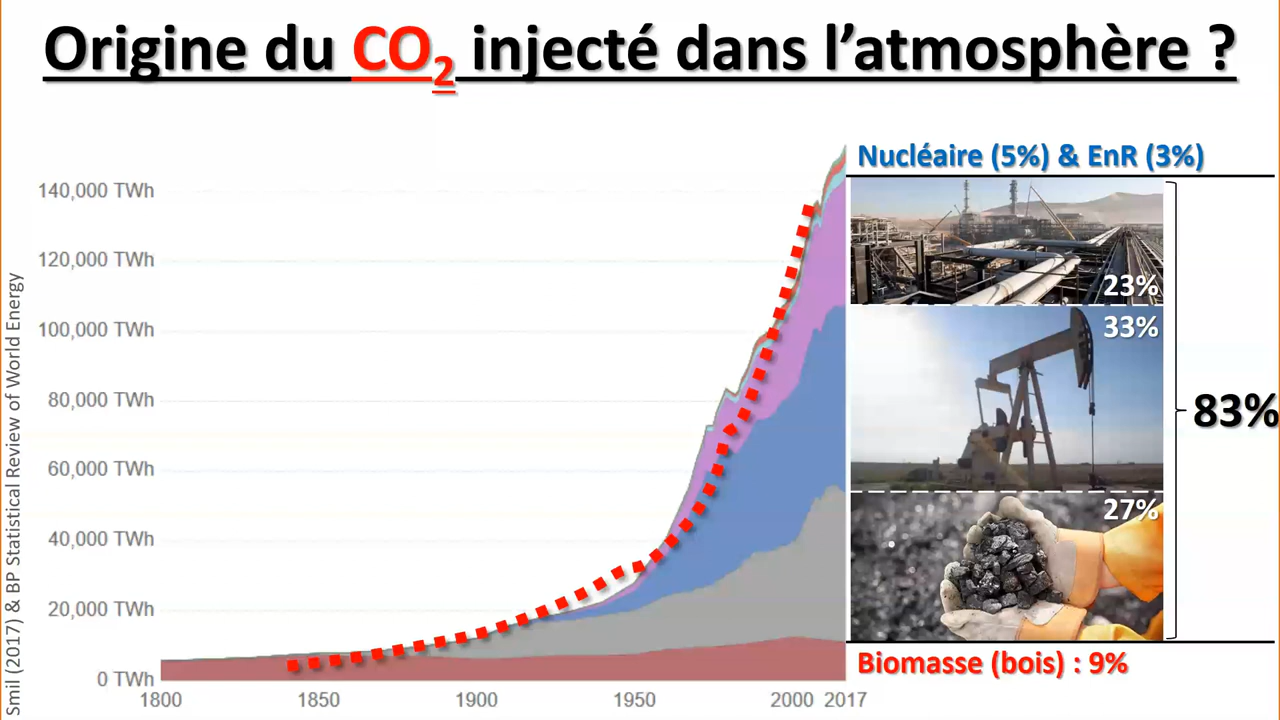 Origine du CO2 injecté dans l'atmosphère ?
Nucléaire (5%) & EnR (3%)
140,000 TWh
120,000 TWh
100,000 TWh
80,000 TWh
60,000 TWh
40,000 TWh
20,000 TWh
0 TWh
1800
1850
1900
1950
2000
2017
23%
33%
27%
83%
Biomasse (bois) : 9%
Smil (2017) & BP Statistical Review of World Energy